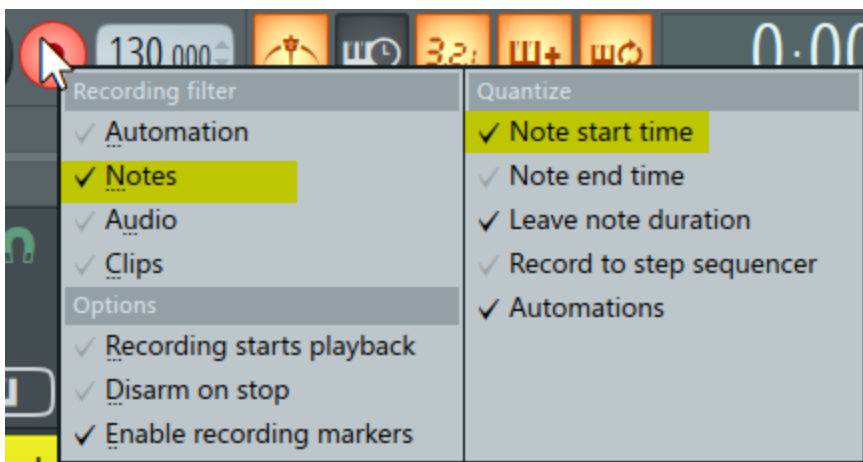 130.000
3.2.:
0:00
Recording filter
Automation
Notes
Audio
Clips
Options
Recording starts playback
Disarm on stop
Enable recording markers
Quantize
Note start time
Note end time
Leave note duration
Record to step sequencer
Automations